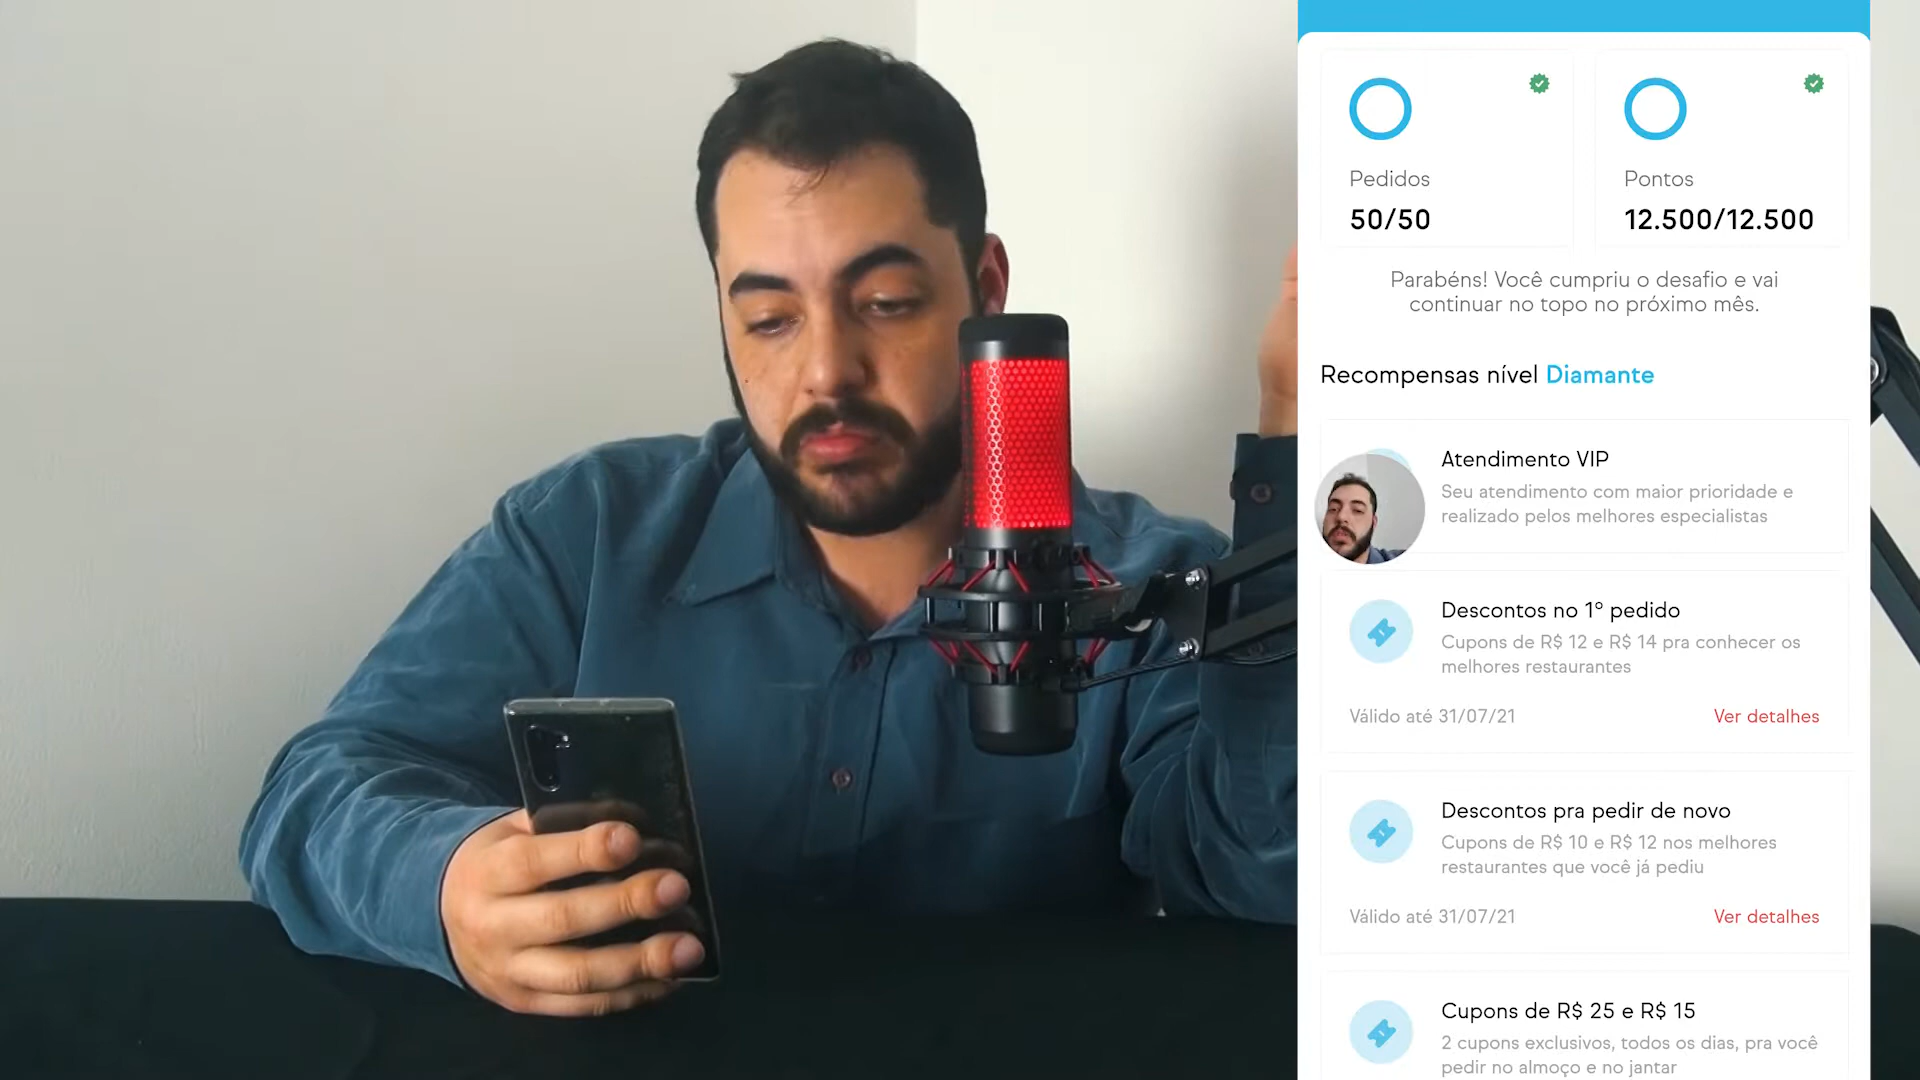 Pedidos
50/50
Pontos
12.500/12.500
Parabéns! Você cumpriu o desafio e vai
continuar no topo no próximo mês.
Recompensas nível Diamante
Atendimento VIP
Seu atendimento com maior prioridade e
realizado pelos melhores especialistas
Descontos no 1º pedido
Cupons de R$ 12 e R$ 14 pra conhecer os
melhores restaurantes
Válido até 31/07/21
Ver detalhes
Descontos pra pedir de novo
Cupons de R$ 10 e R$ 12 nos melhores
restaurantes que você já pediu
Válido até 31/07/21
Ver detalhes
Cupons de R$ 25 e R$ 15
2 cupons exclusivos, todos os dias, pra você
pedir no almoço e no jantar